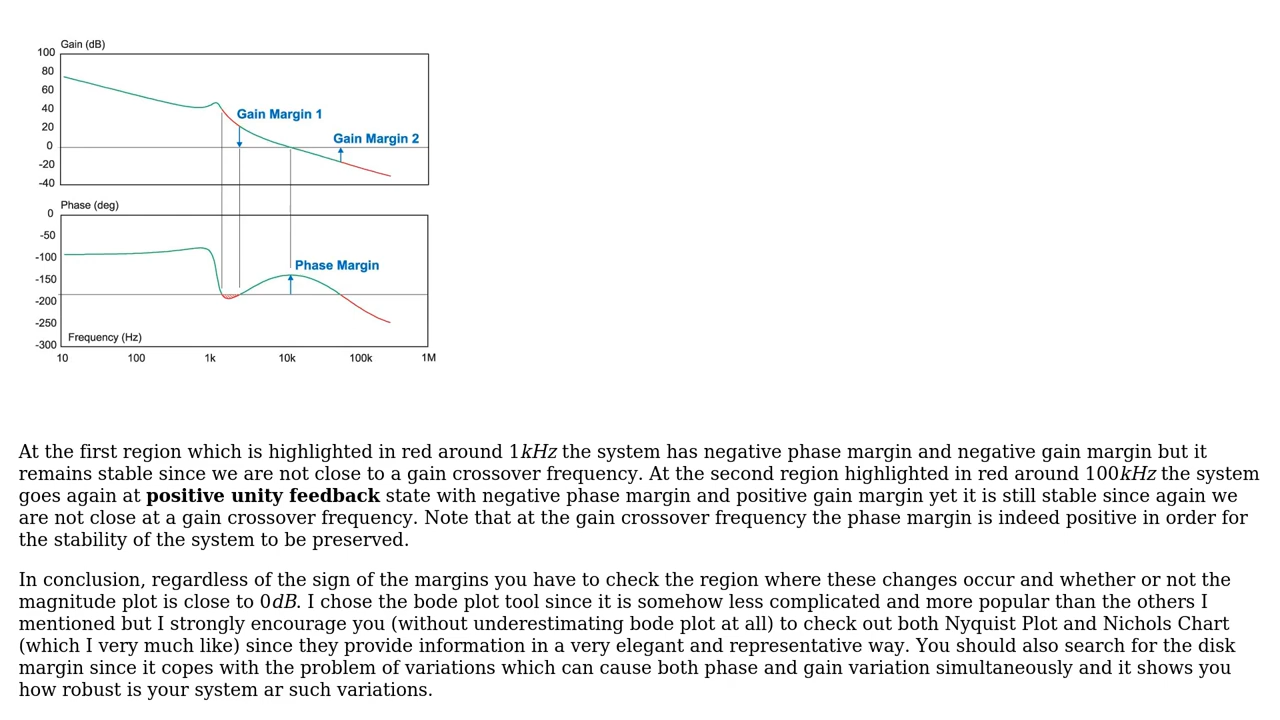 Gain (dB)
100
80
60
40
20
0
-20
-40
Gain Margin 1
Gain Margin 2
Phase (deg)
0
-50
-100
-150
-200
-250
-300
Phase Margin
Frequency (Hz)
10 100 1k 10k 100k 1M
At the first region which is highlighted in red around 1kHz the system has negative phase margin and negative gain margin but it
remains stable since we are not close to a gain crossover frequency. At the second region highlighted in red around 100kHz the system
goes again at positive unity feedback state with negative phase margin and positive gain margin yet it is still stable since again we
are not close at a gain crossover frequency. Note that at the gain crossover frequency the phase margin is indeed positive in order for
the stability of the system to be preserved.
In conclusion, regardless of the sign of the margins you have to check the region where these changes occur and whether or not the
magnitude plot is close to 0dB. I chose the bode plot tool since it is somehow less complicated and more popular than the others I
mentioned but I strongly encourage you (without underestimating bode plot at all) to check out both Nyquist Plot and Nichols Chart
(which I very much like) since they provide information in a very elegant and representative way. You should also search for the disk
margin since it copes with the problem of variations which can cause both phase and gain variation simultaneously and it shows you
how robust is your system ar such variations.